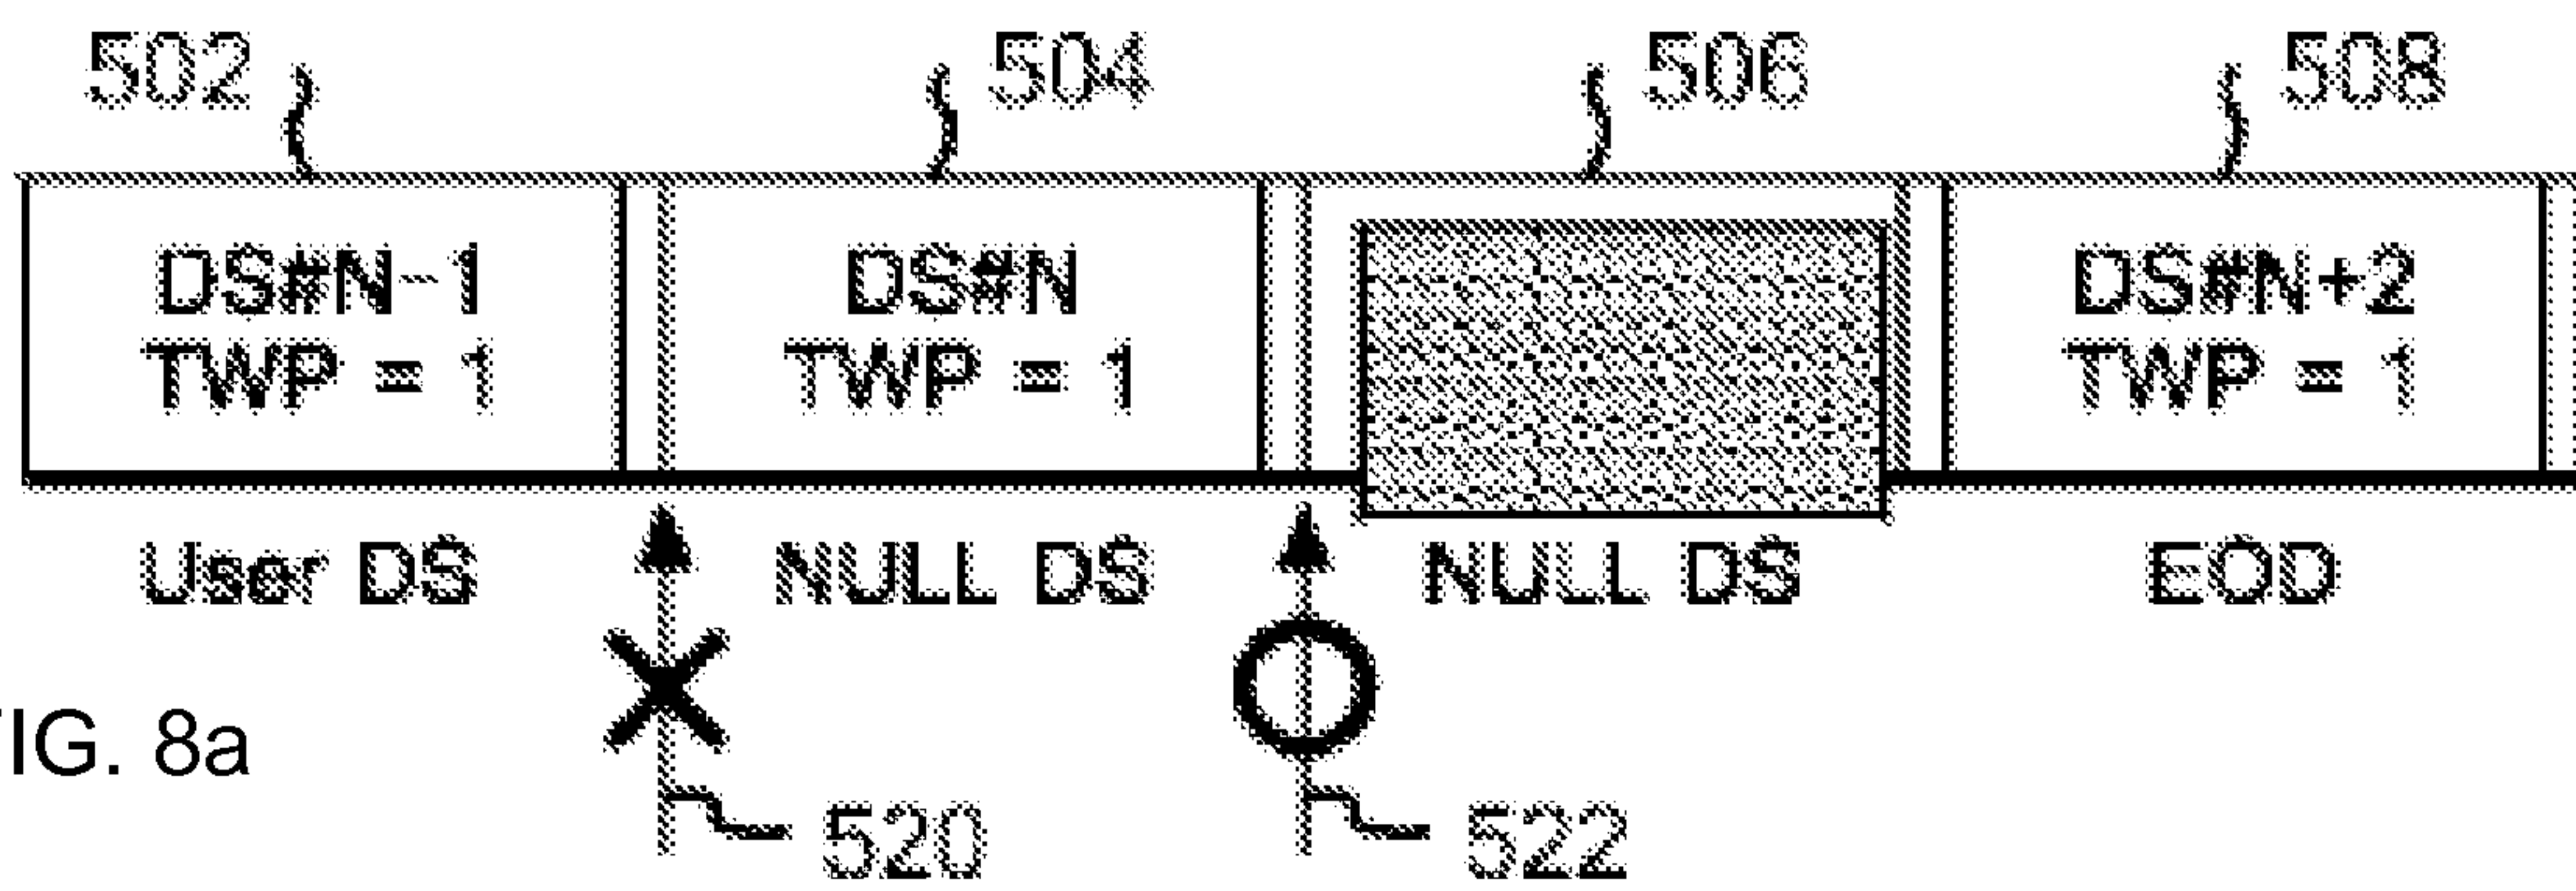 502 504 506 508
DS#N-1 DS#N DS#N+2
TWP = 1 TWP = 1 TWP = 1
User DS NULL DS NULL DS EOD
FIG. 8a
520 522